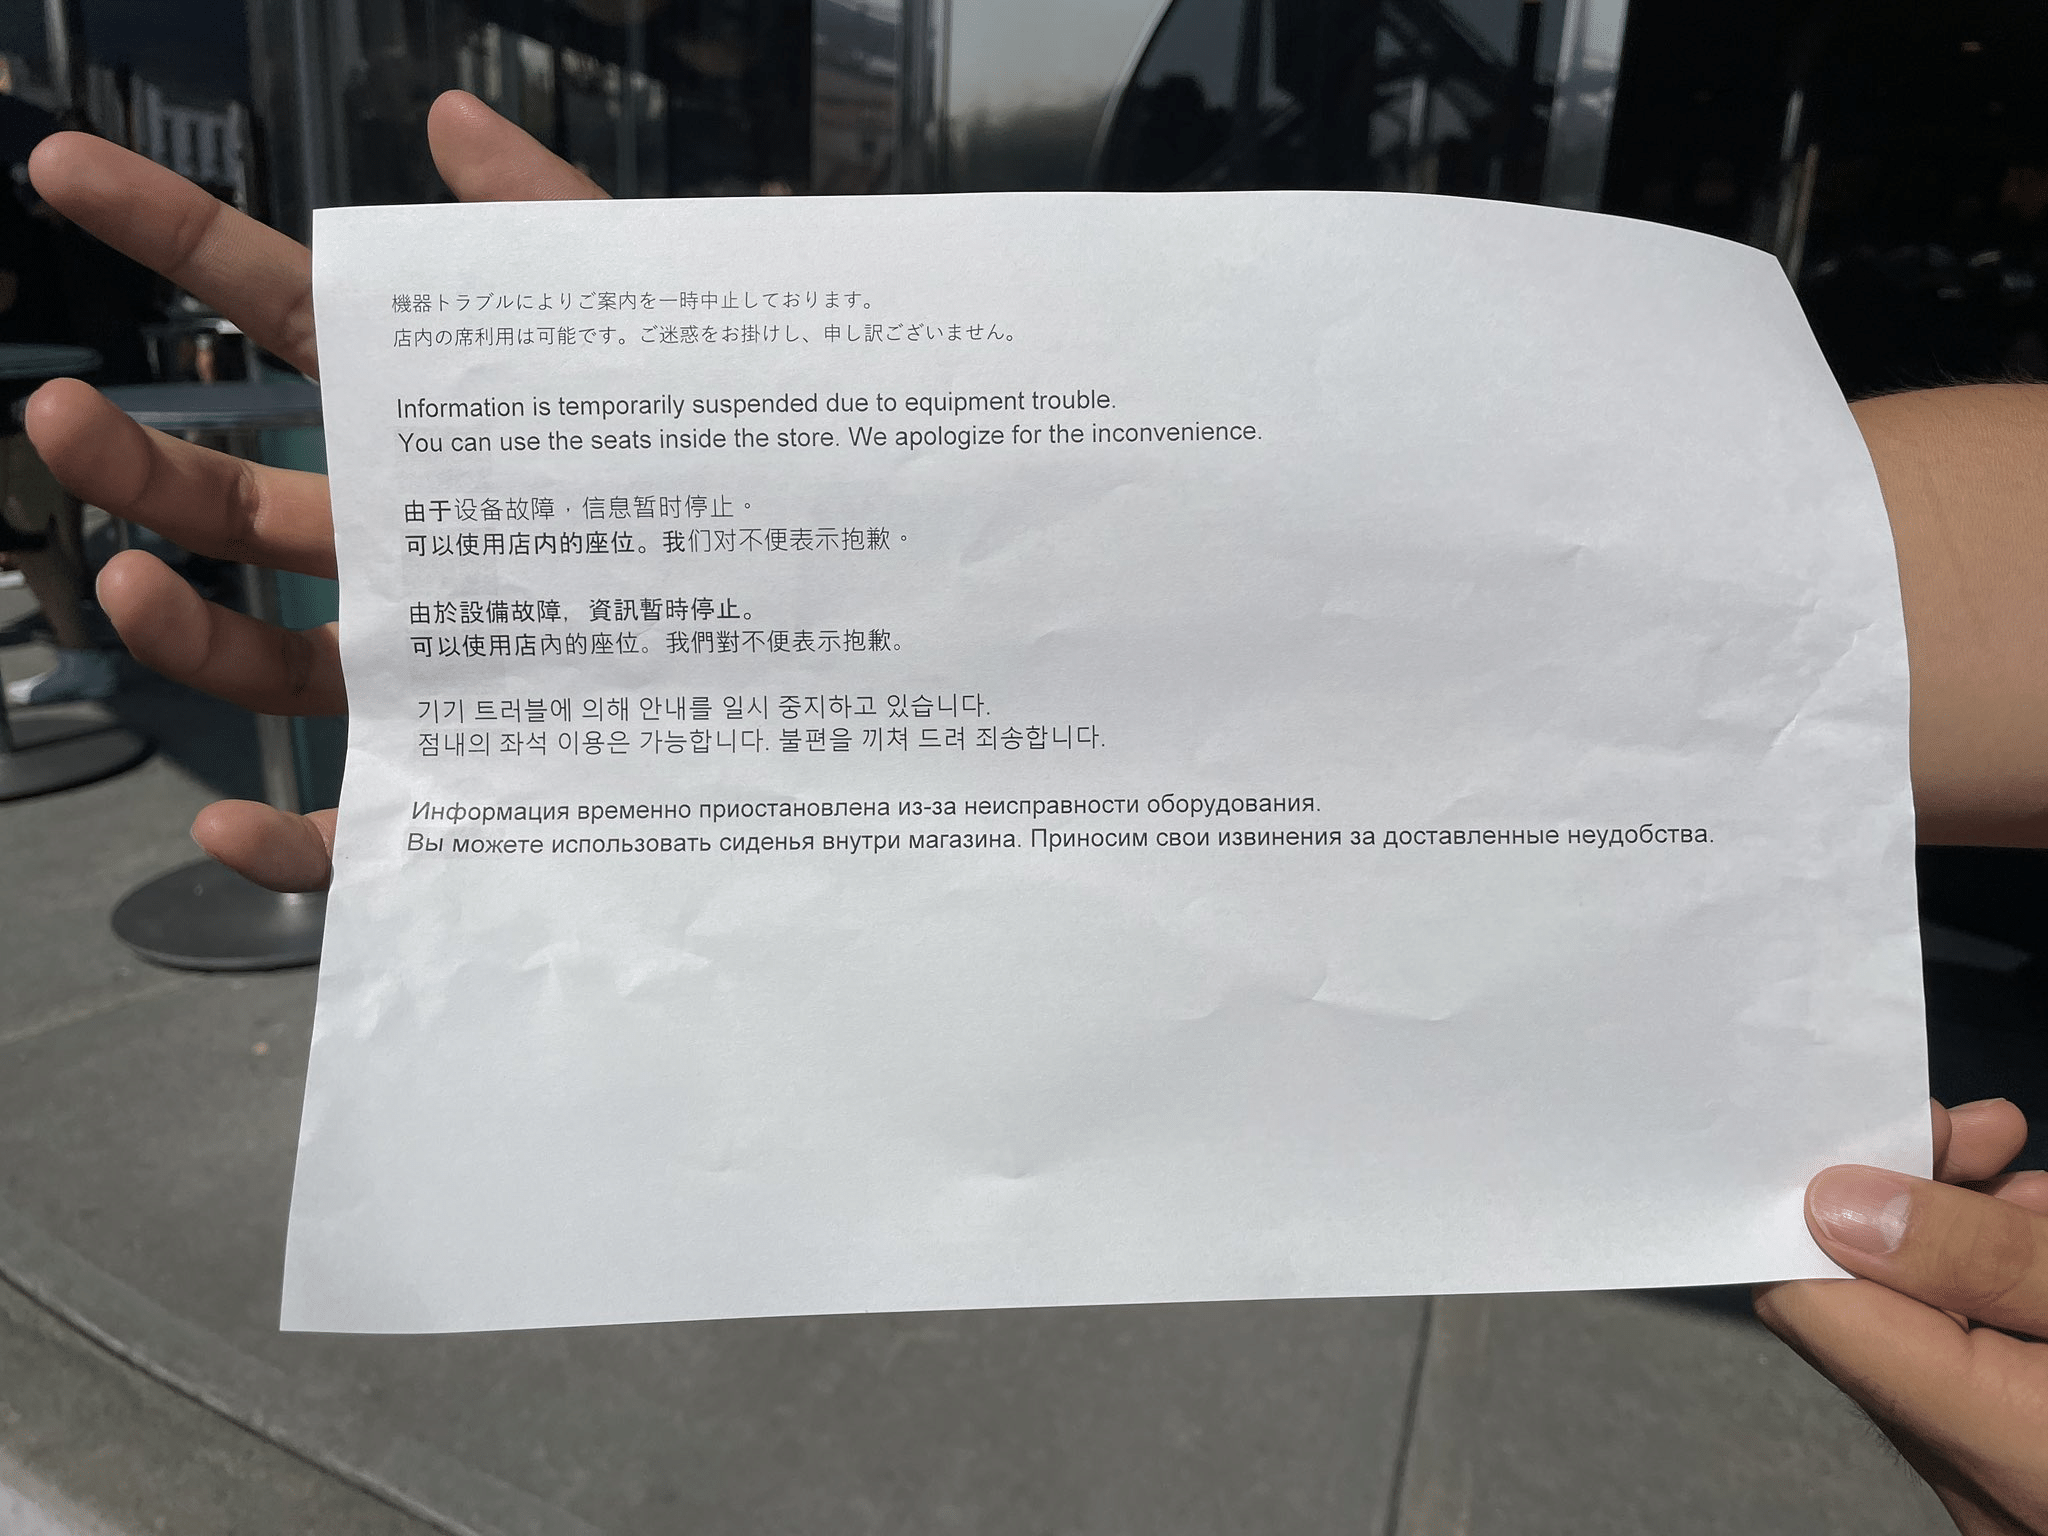 機器トラブルによりご案内を一時中止しております。
店内の席利用は可能です。ご迷惑をお掛けし、申し訳ございません。
Information is temporarily suspended due to equipment trouble.
You can use the seats inside the store. We apologize for the inconvenience.
由于设备故障，信息暂时停止。
可以使用店内的座位。我们对不便表示抱歉。
由於設備故障，資訊暫時停止。
可以使用店內的座位。我們對不便表示抱歉。
기기 트러블에 의해 안내를 일시 중지하고 있습니다.
점내의 좌석 이용은 가능합니다. 불편을 끼쳐 드려 죄송합니다.
Информация временно приостановлена из-за неисправности оборудования.
Вы можете использовать сиденья внутри магазина. Приносим свои извинения за доставленные неудобства.